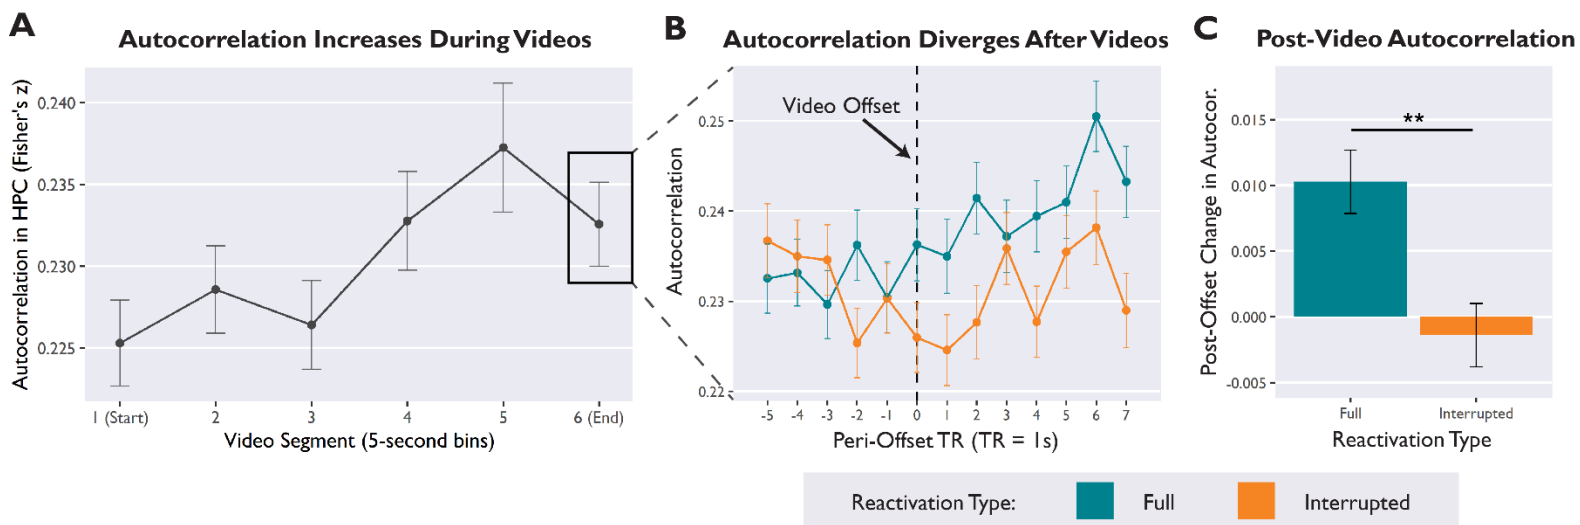 A
Autocorrelation Increases During Videos
Autocorrelation in HPC (Fisher's z)
0.240
0.235
0.230
0.225
1 (Start)
2
3
4
5
6 (End)
Video Segment (5-second bins)
B
Autocorrelation Diverges After Videos
Video Offset
Autocorrelation
0.25
0.24
0.23
0.22
-5
-4
-3
-2
-1
0
1
2
3
4
5
6
7
Peri-Offset TR (TR = 1s)
C
Post-Video Autocorrelation
Post-Offset Change in Autocor.
0.015
0.010
0.005
0.000
-0.005
**
Full
Interrupted
Reactivation Type
Reactivation Type:
Full
Interrupted